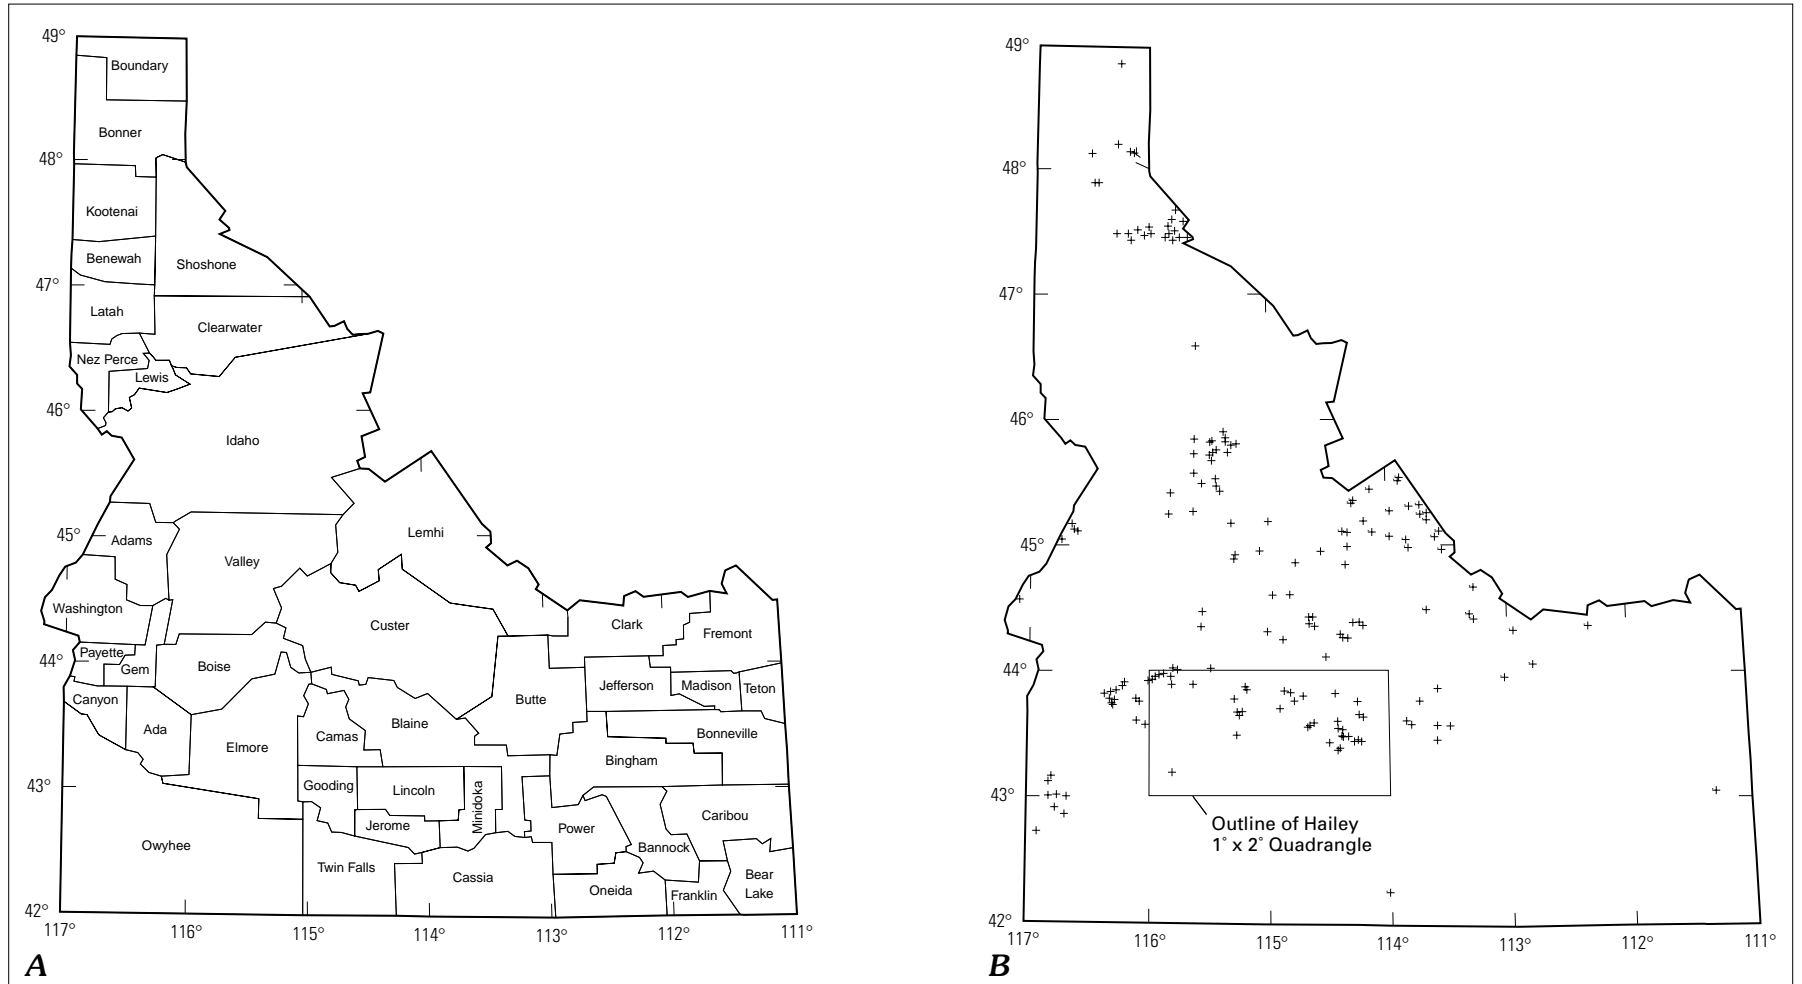 49°
Boundary
Bonner
48°
Kootenai
Benewah
Shoshone
47°
Latah
Clearwater
Nez Perce
Lewis
46°
Idaho
45°
Adams
Lemhi
Valley
Washington
Custer
Clark
Fremont
Payette
44°
Gem
Boise
Jefferson
Madison
Teton
Canyon
Butte
Ada
Blaine
Camas
Elmore
Bonneville
Bingham
43°
Gooding
Lincoln
Minidoka
Jerome
Power
Caribou
Owyhee
Bannock
Twin Falls
Cassia
Oneida
Franklin
Bear
Lake
42°
117°
116°
115°
114°
113°
112°
111°
A
49°
48°
47°
46°
45°
44°
43°
Outline of Hailey
1° x 2° Quadrangle
42°
117°
116°
115°
114°
113°
112°
111°
B